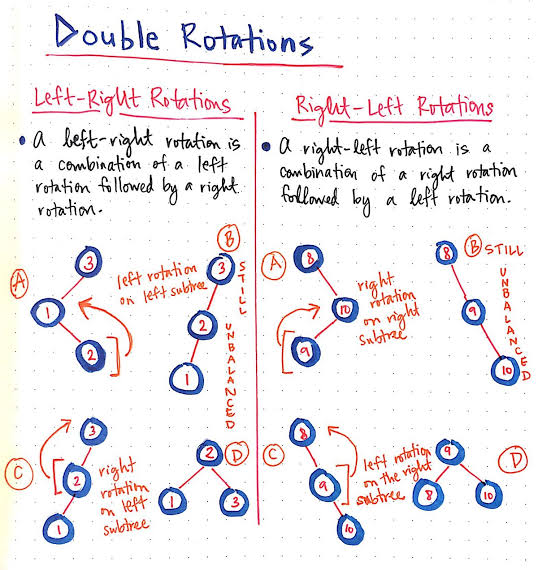 Double Rotations
Left-Right Rotations
• A left-right rotation is
a combination of a left
rotation followed by a right
rotation.
A
3
1
2
left rotation
on left subtree
B
3
2
1
STILL UNBALANCED
C
3
2
1
right
rotation
on left
subtree
D
2
1
3
Right-Left Rotations
• A right-left rotation is a
combination of a right rotation
followed by a left rotation.
A
8
10
9
right
rotation
on right
subtree
B STILL
UNBALANCED
8
9
10
C
8
9
10
left rotation
on the right
subtree
D
9
8
10